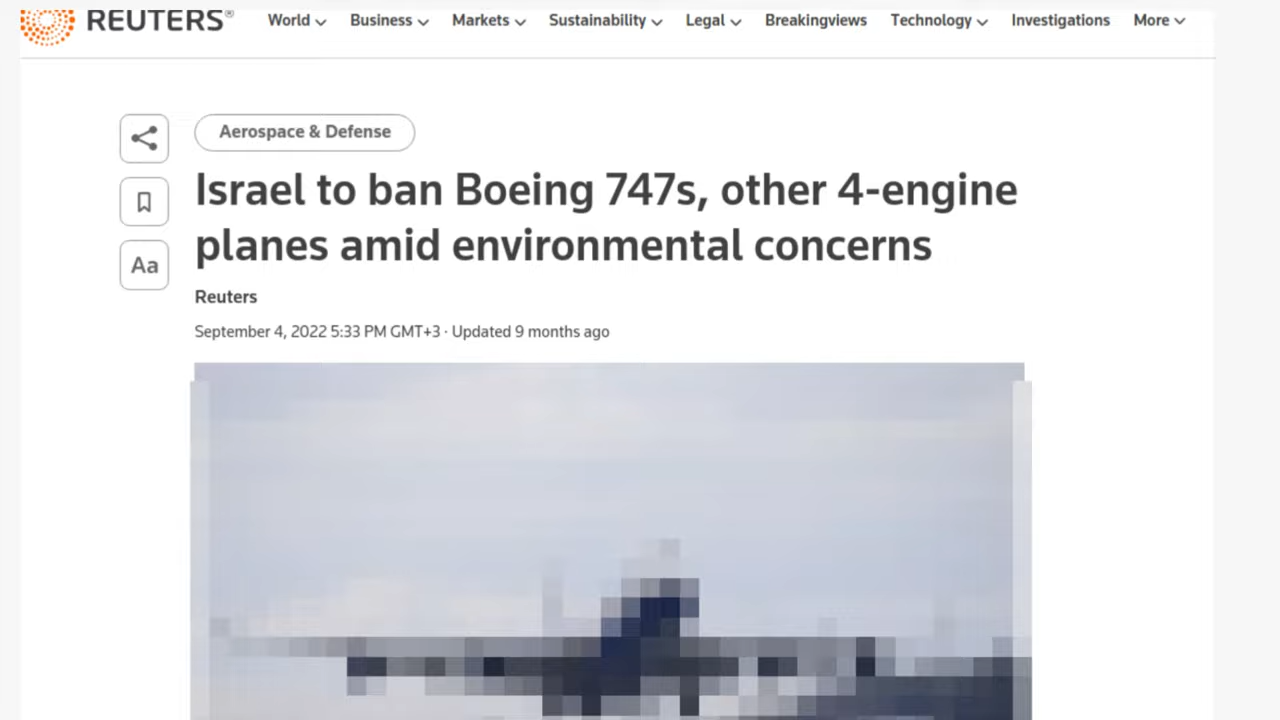 REUTERS® World Business Markets Sustainability Legal Breakingviews Technology Investigations More
Aerospace & Defense
Israel to ban Boeing 747s, other 4-engine
planes amid environmental concerns
Aa
Reuters
September 4, 2022 5:33 PM GMT+3 · Updated 9 months ago